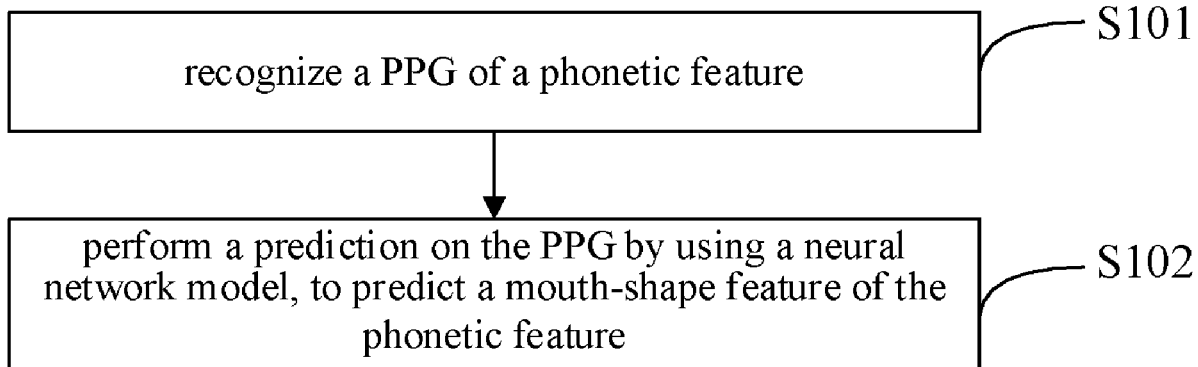 S101
recognize a PPG of a phonetic feature
perform a prediction on the PPG by using a neural
network model, to predict a mouth-shape feature of the
phonetic feature
S102